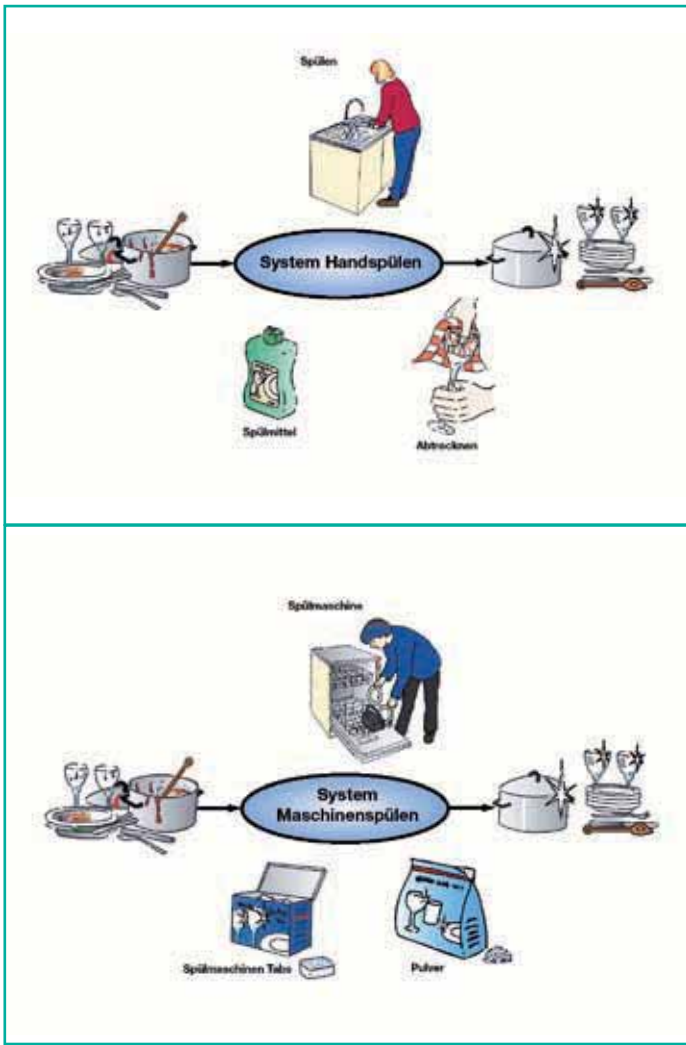 Spülen
System Handspülen
Spülmittel
Abtrocknen
Spülmaschine
System
Maschinenspülen
Spülmaschinen Tabs
Pulver